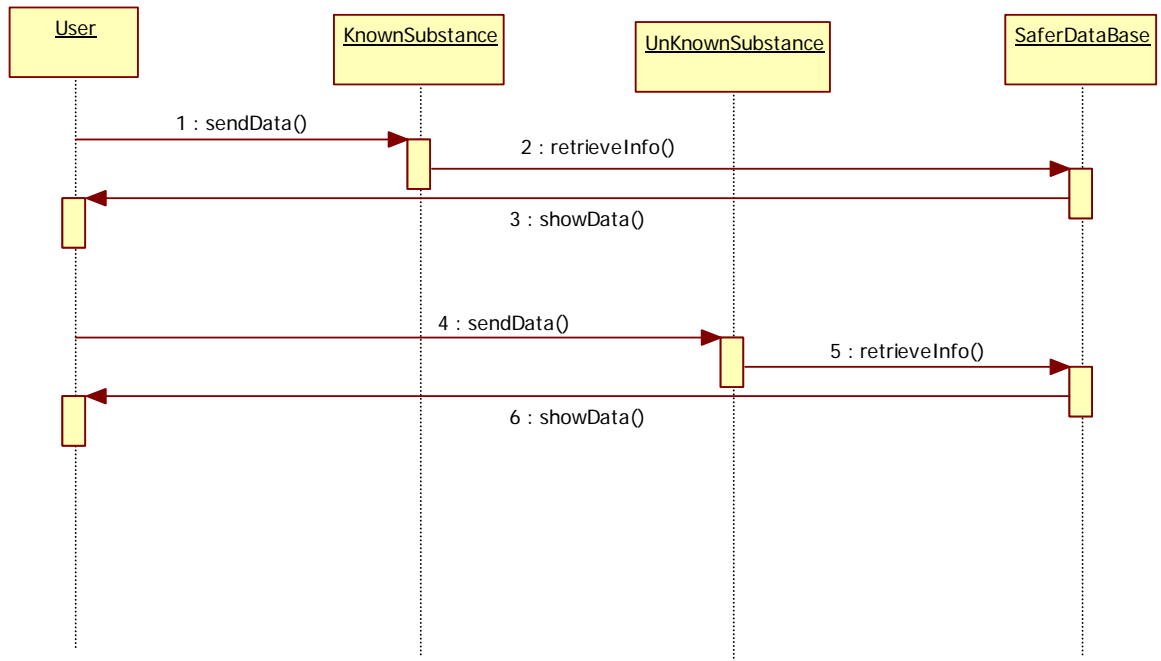 User
KnownSubstance
UnKnownSubstance
SaferDataBase
1 : sendData()
2 : retrieveInfo()
3 : showData()
4 : sendData()
5 : retrieveInfo()
6 : showData()